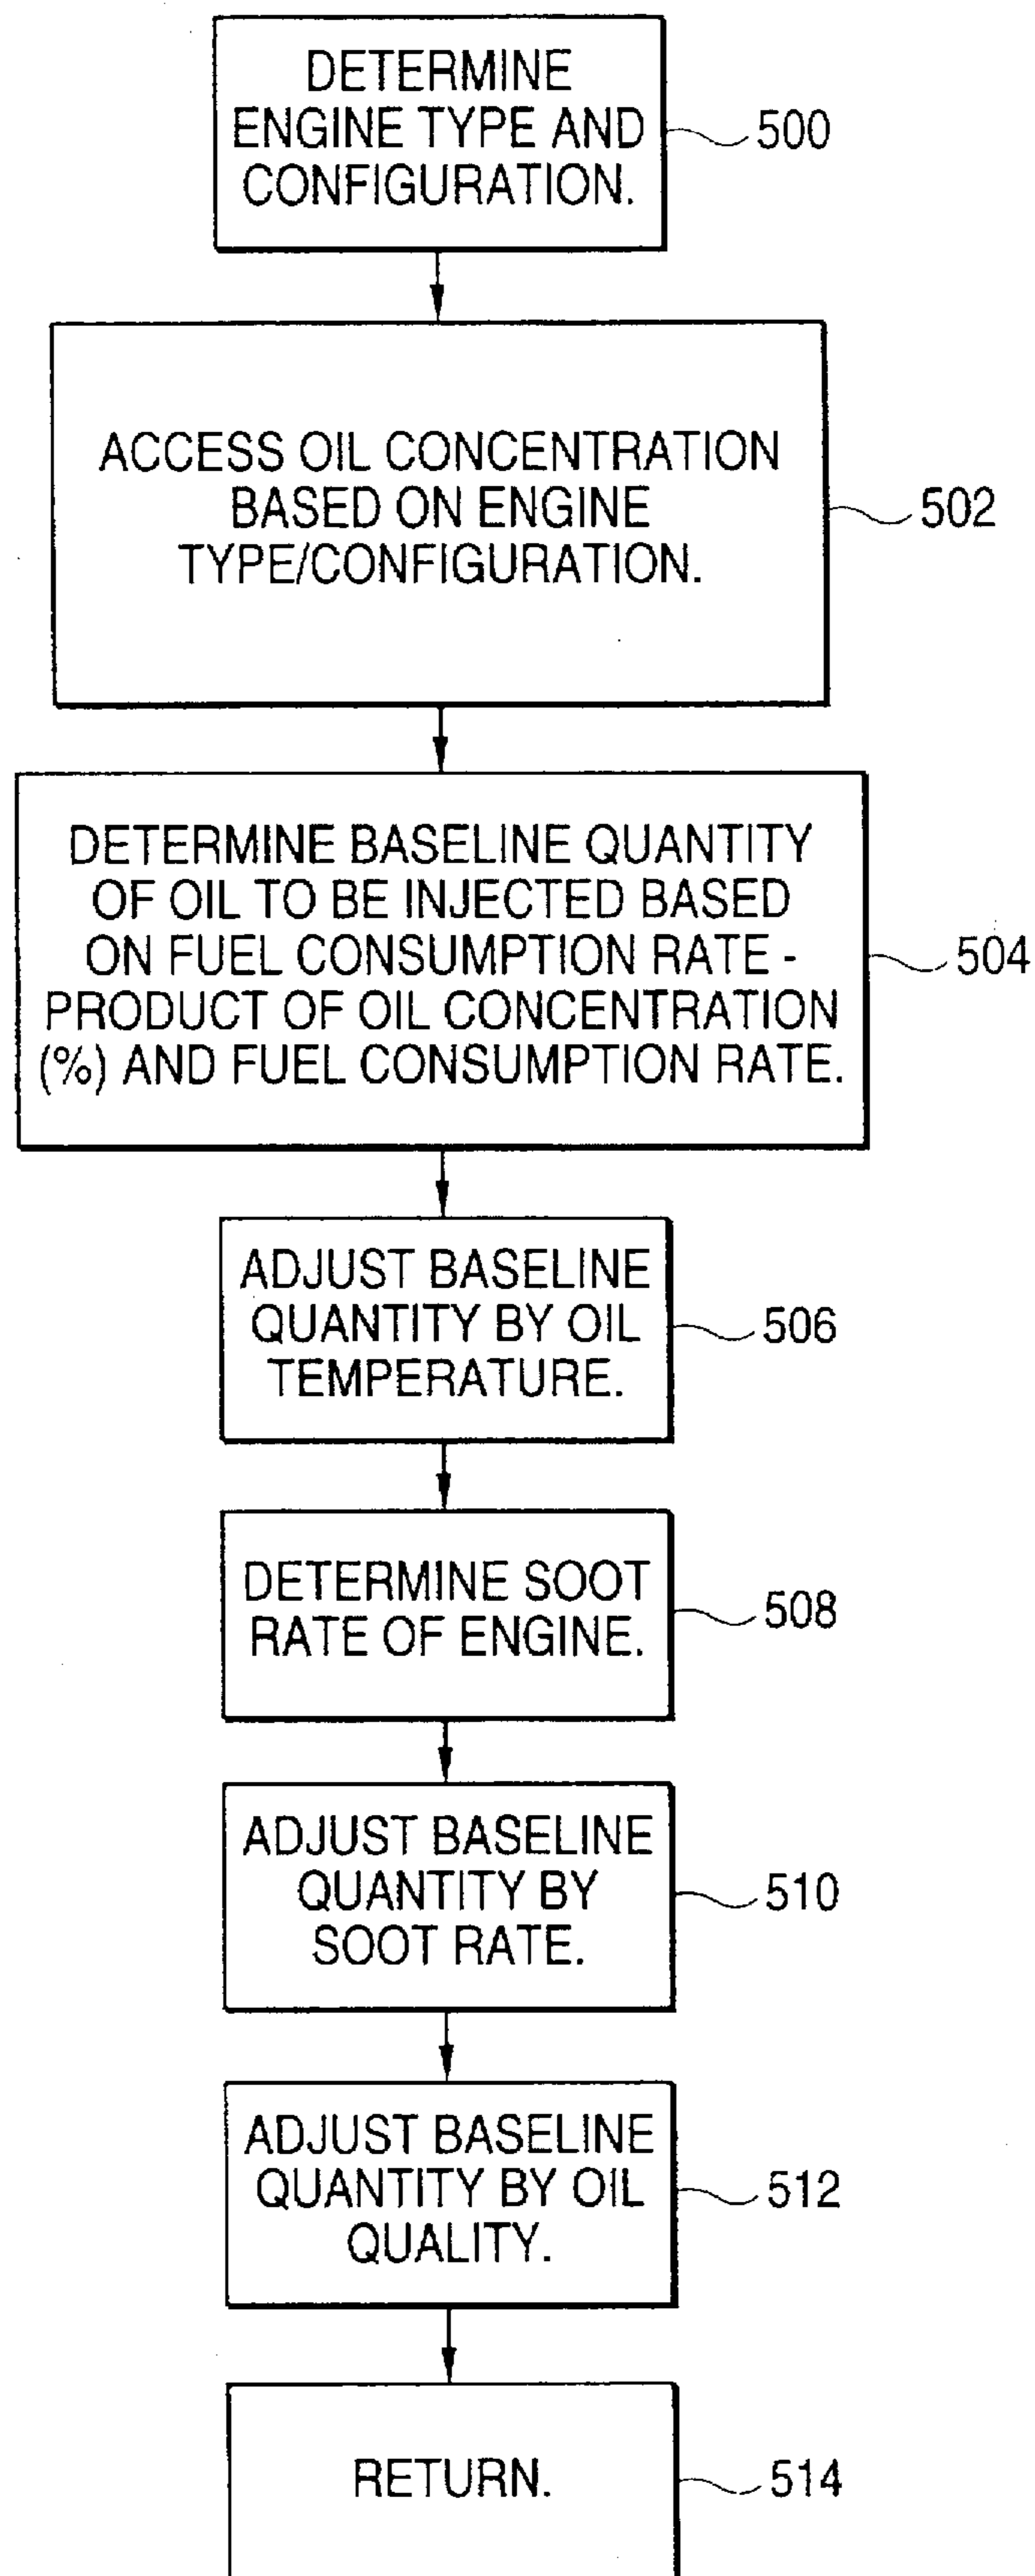 DETERMINE
ENGINE TYPE AND
CONFIGURATION.
500
ACCESS OIL CONCENTRATION
BASED ON ENGINE
TYPE/CONFIGURATION.
502
DETERMINE BASELINE QUANTITY
OF OIL TO BE INJECTED BASED
ON FUEL CONSUMPTION RATE -
PRODUCT OF OIL CONCENTRATION
(%) AND FUEL CONSUMPTION RATE.
504
ADJUST BASELINE
QUANTITY BY OIL
TEMPERATURE.
506
DETERMINE SOOT
RATE OF ENGINE.
508
ADJUST BASELINE
QUANTITY BY
SOOT RATE.
510
ADJUST BASELINE
QUANTITY BY OIL
QUALITY.
512
RETURN.
514